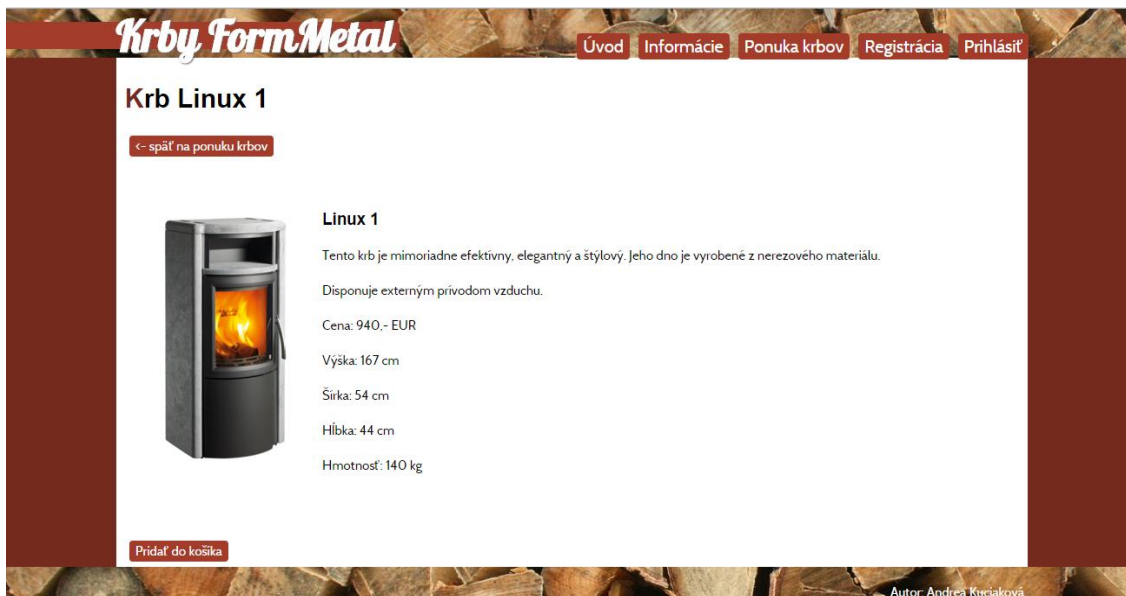 Krby FormMetal
Úvod Informácie Ponuka krbov Registrácia Prihlásiť
Krb Linux 1
<- späť na ponuku krbov
Linux 1
Tento krb je mimoriadne efektívny, elegantný a štýlový. Jeho dno je vyrobené z nerezového materiálu.
Disponuje externým prívodom vzduchu.
Cena: 940,- EUR
Výška: 167 cm
Šírka: 54 cm
Hĺbka: 44 cm
Hmotnosť: 140 kg
Pridať do košíka
Autor: Andrea Kuciaková